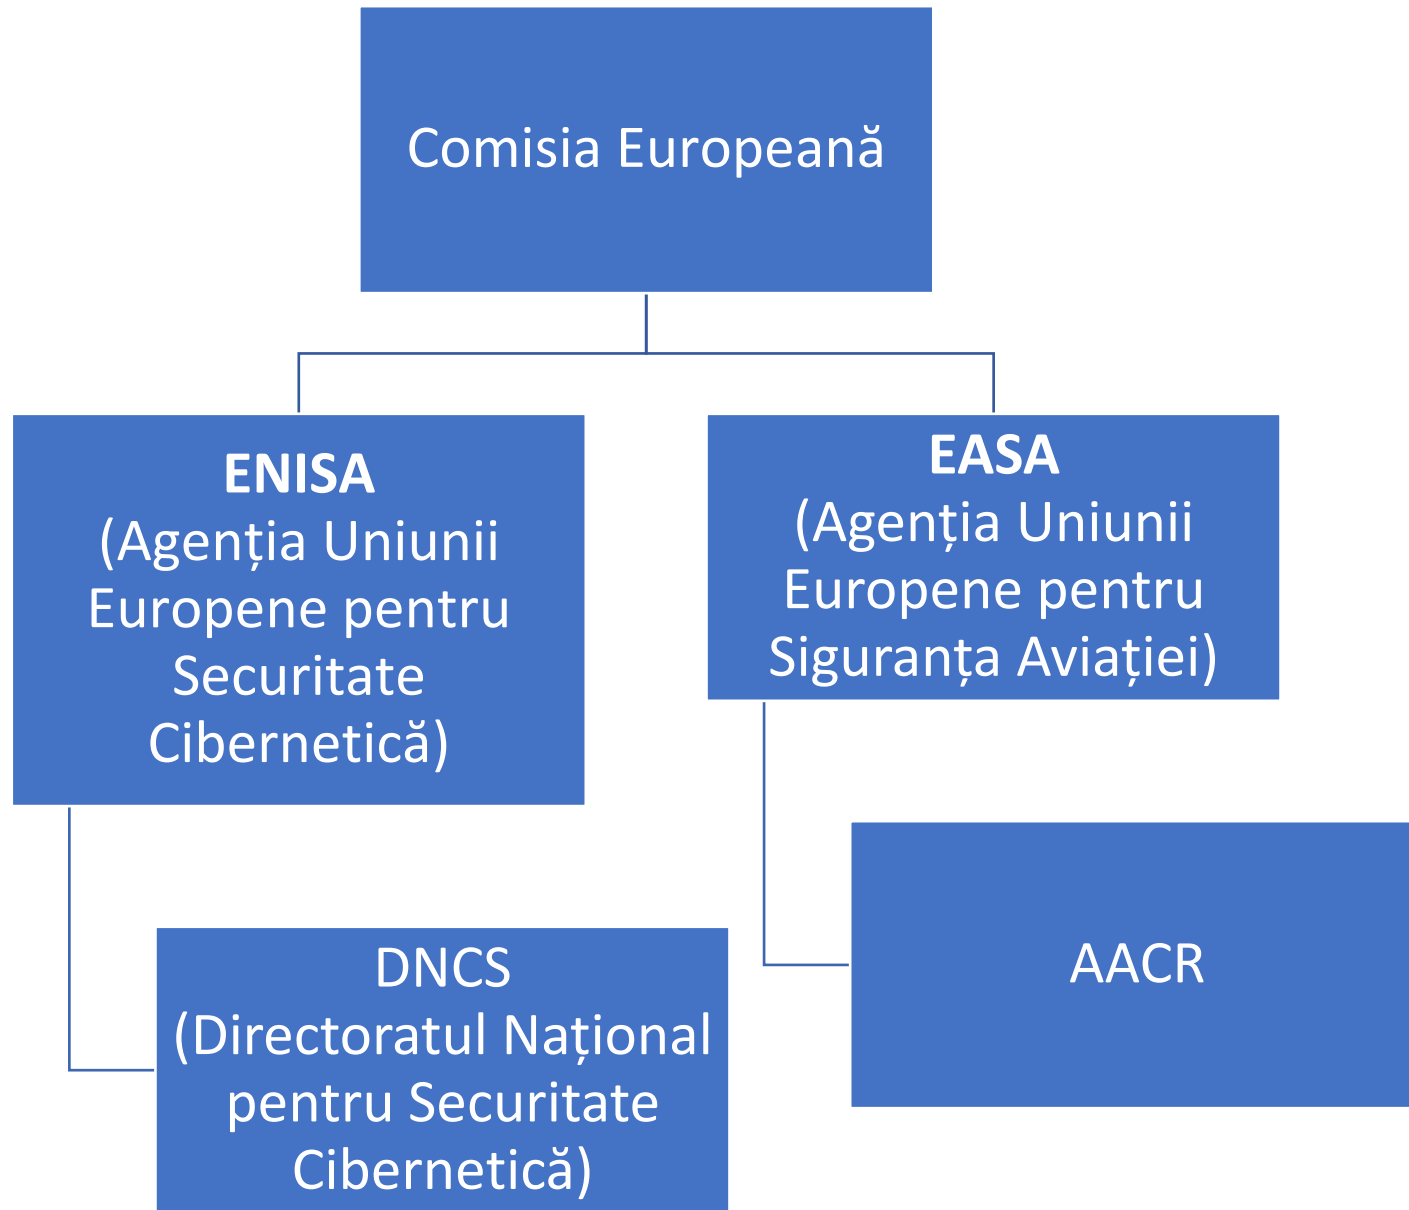 Comisia Europeană
ENISA
(Agenția Uniunii
Europene pentru
Securitate
Cibernetică)
EASA
(Agenția Uniunii
Europene pentru
Siguranța Aviației)
DNCS
(Directoratul Național
pentru Securitate
Cibernetică)
AACR